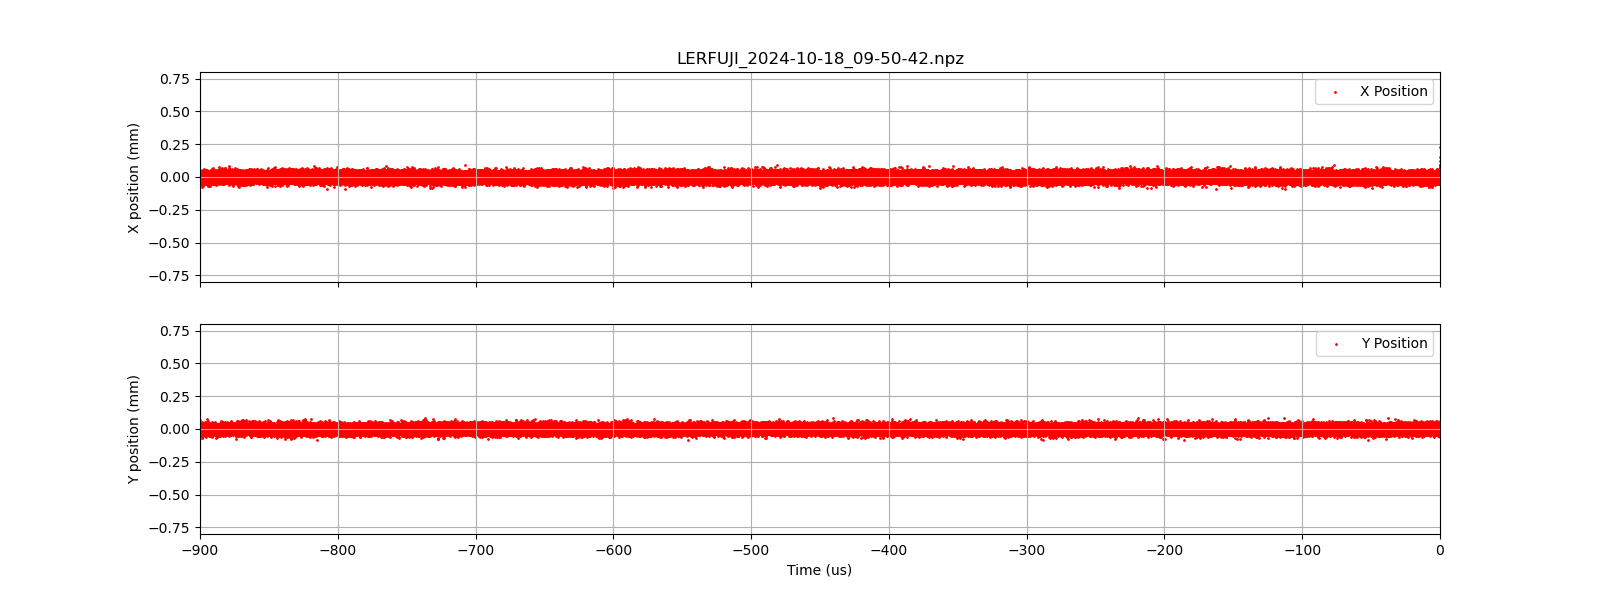 LERFUJI_2024-10-18_09-50-42.npz
X position (mm)
0.75
0.50
0.25
0.00
−0.25
−0.50
−0.75
X Position
Y position (mm)
0.75
0.50
0.25
0.00
−0.25
−0.50
−0.75
Y Position
−900 −800 −700 −600 −500 −400 −300 −200 −100 0
Time (us)